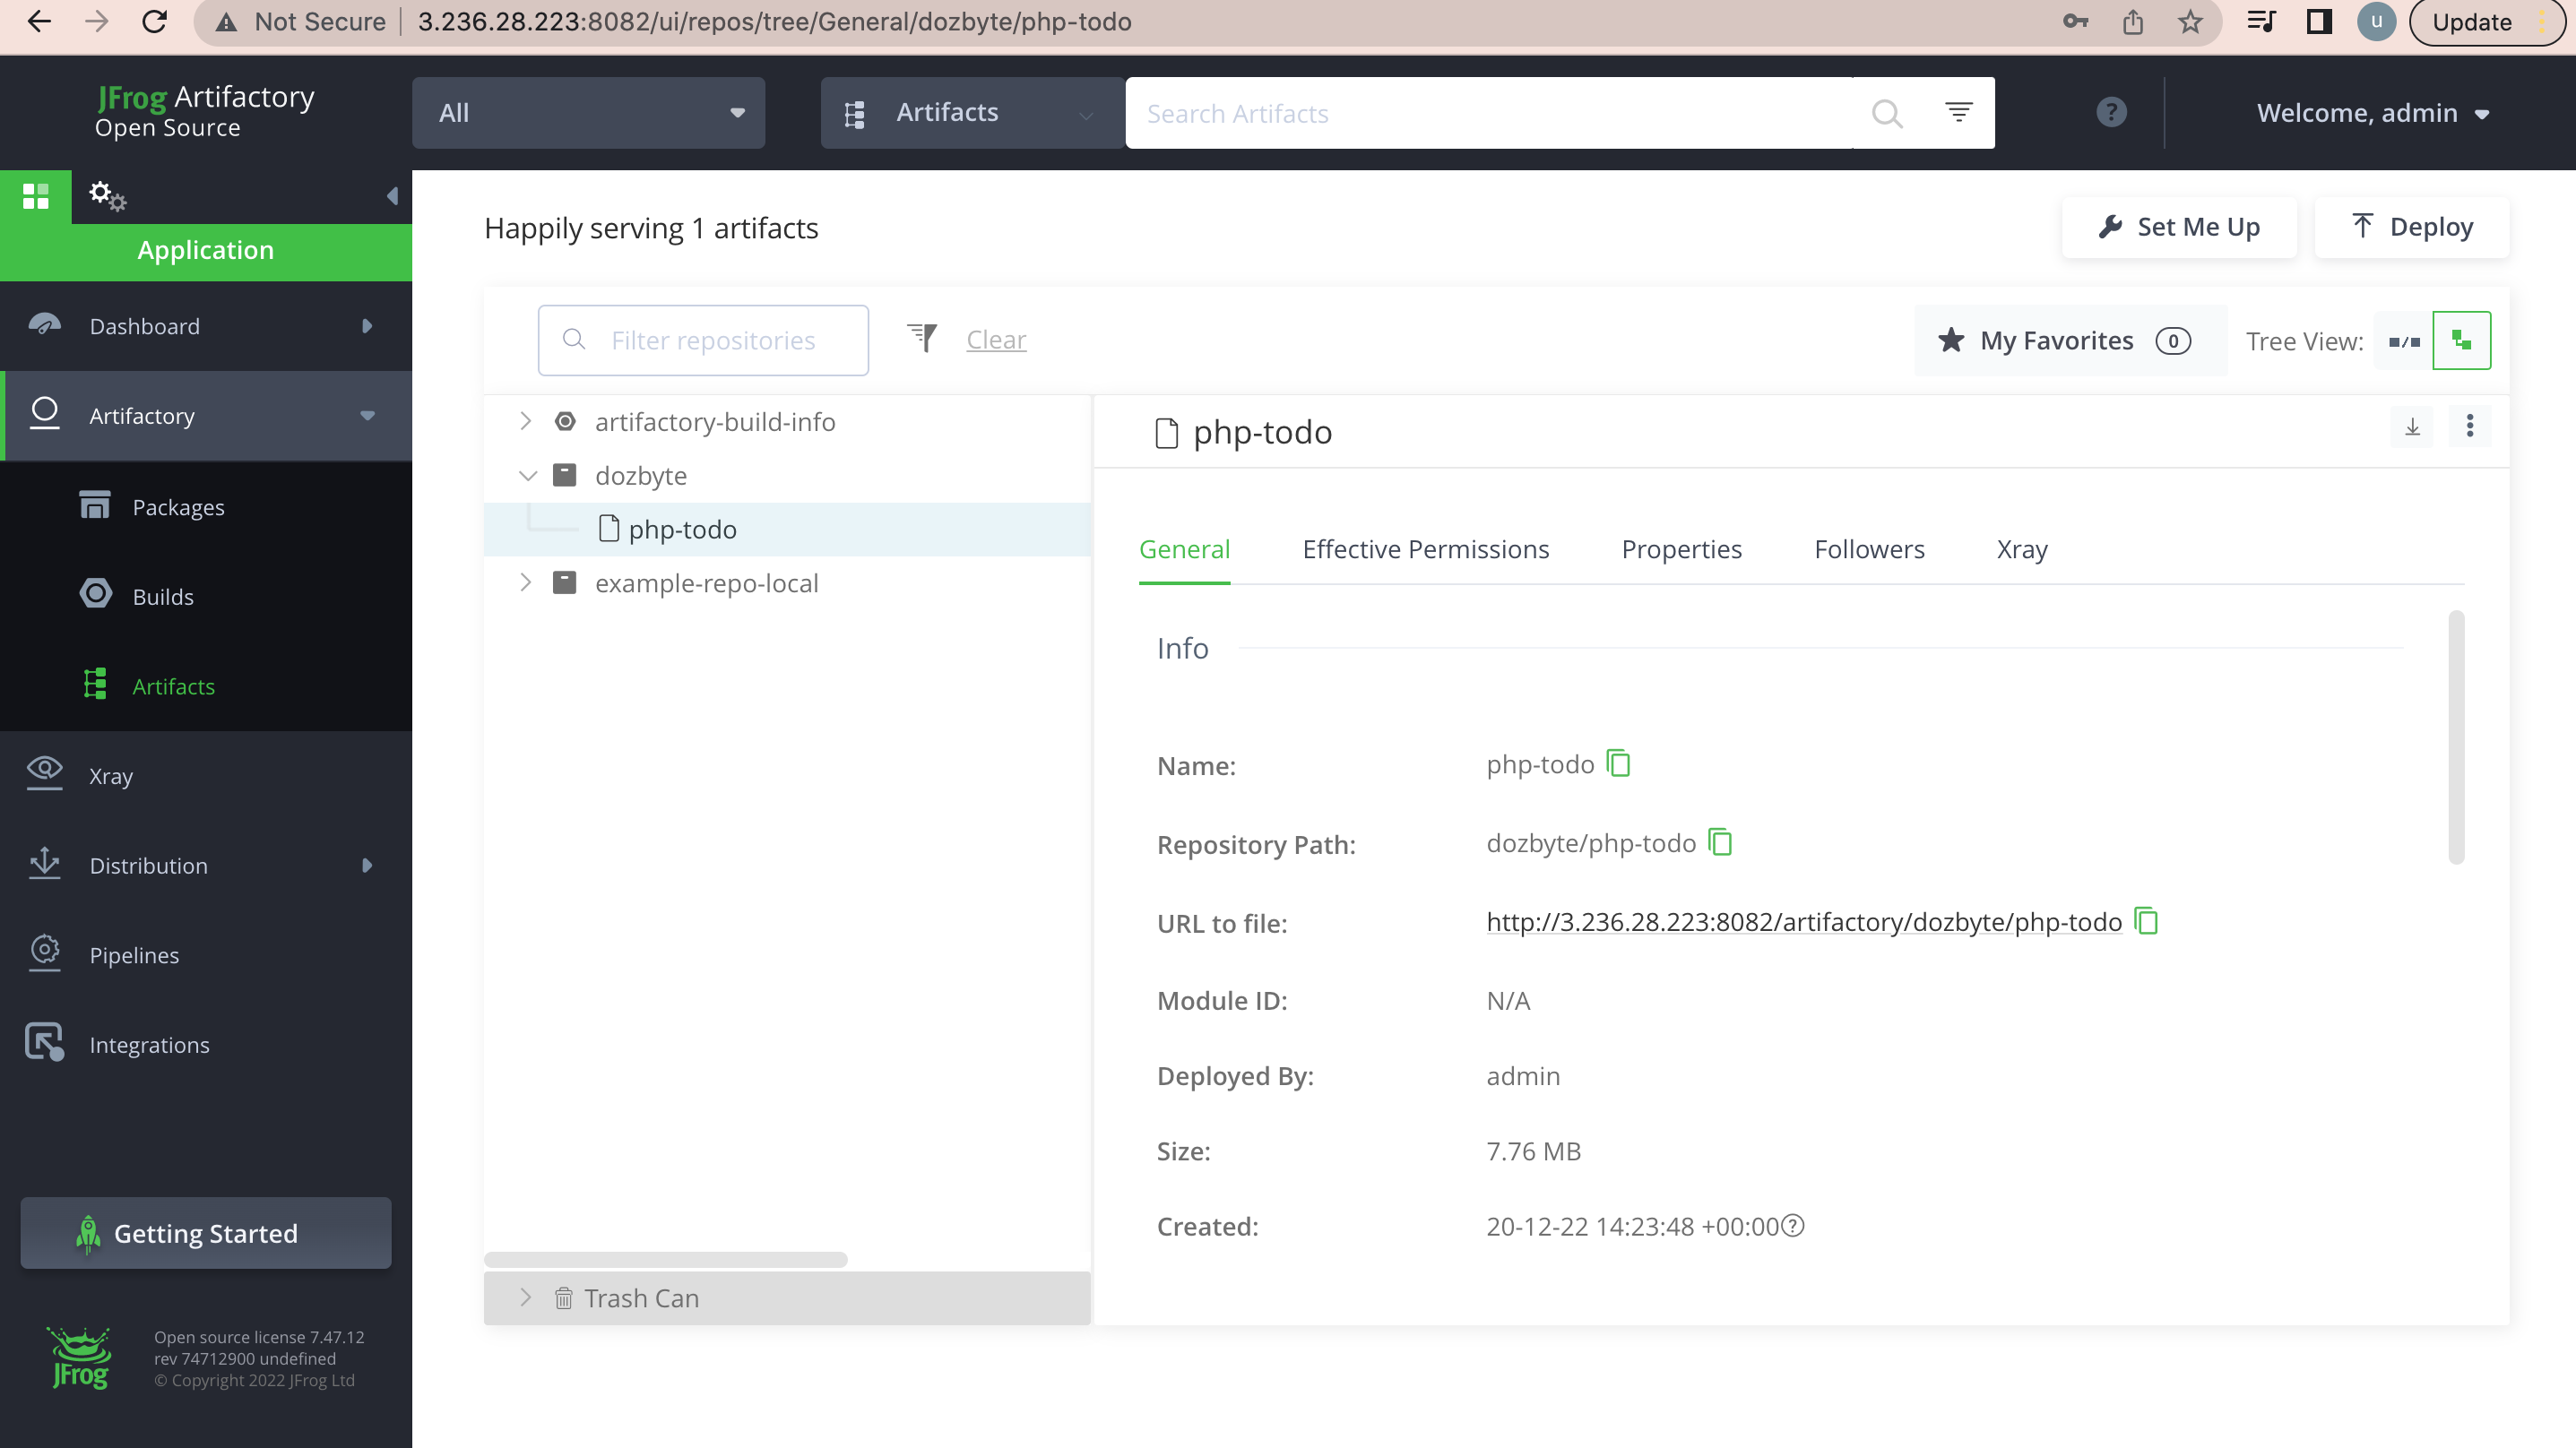 Not Secure 3.236.28.223:8082/ui/repos/tree/General/dozbyte/php-todo
u
Update
JFrog Artifactory
Open Source
All
Artifacts
Search Artifacts
?
Welcome, admin
Application
Dashboard
Artifactory
Packages
Builds
Artifacts
Xray
Distribution
Pipelines
Integrations
Getting Started
JFrog
Open source license 7.47.12
rev 74712900 undefined
© Copyright 2022 JFrog Ltd
Happily serving 1 artifacts
Set Me Up
Deploy
Filter repositories
Clear
My Favorites 0
Tree View:
artifactory-build-info
dozbyte
php-todo
example-repo-local
Trash Can
php-todo
General Effective Permissions Properties Followers Xray
Info
Name: php-todo
Repository Path: dozbyte/php-todo
URL to file: http://3.236.28.223:8082/artifactory/dozbyte/php-todo
Module ID: N/A
Deployed By: admin
Size: 7.76 MB
Created: 20-12-22 14:23:48 +00:00?